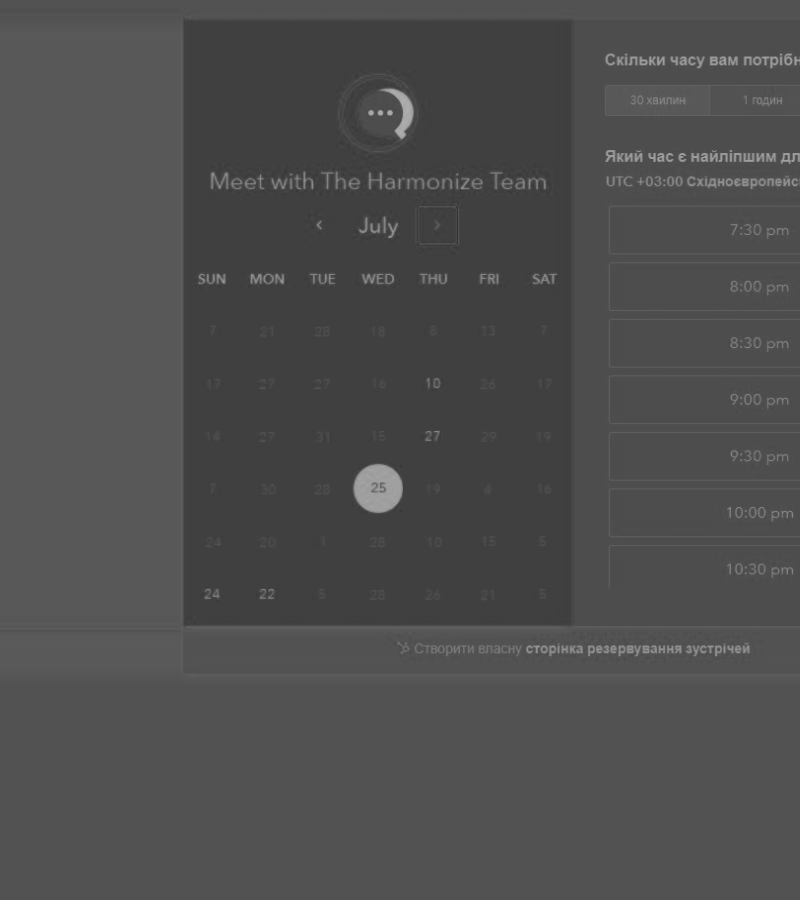 Meet with The Harmonize Team
July
SUN MON TUE WED THU FRI SAT
7 21 28 18 8 13 7
17 27 27 16 10 26 17
14 27 31 15 27 29 19
7 30 28 25 19 4 16
24 20 1 28 10 15 5
24 22 5 28 26 21 5
Скільки часу вам потрібн
30 хвилин 1 годин
Який час є найліпшим дл
UTC +03:00 Східноєвропейс
7:30 pm
8:00 pm
8:30 pm
9:00 pm
9:30 pm
10:00 pm
10:30 pm
Створити власну сторінка резервування зустрічей